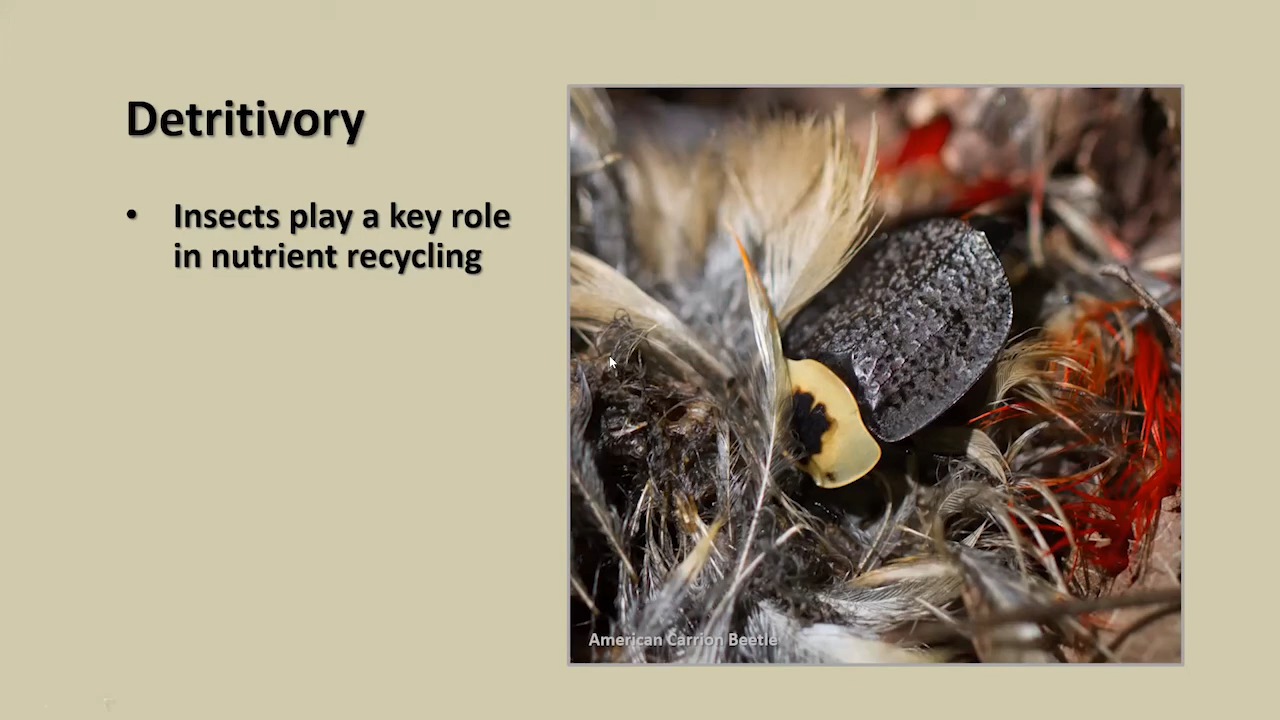 Detritivory
• Insects play a key role
in nutrient recycling
American Carrion Beetle